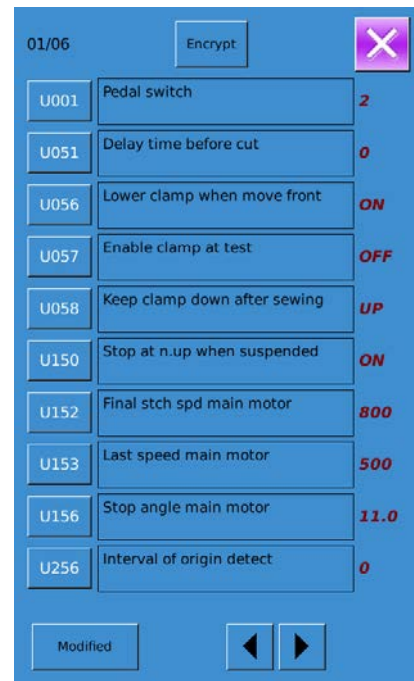 01/06 Encrypt
U001 Pedal switch 2
U051 Delay time before cut 0
U056 Lower clamp when move front ON
U057 Enable clamp at test OFF
U058 Keep clamp down after sewing UP
U150 Stop at n.up when suspended ON
U152 Final stch spd main motor 800
U153 Last speed main motor 500
U156 Stop angle main motor 11.0
U256 Interval of origin detect 0
Modified